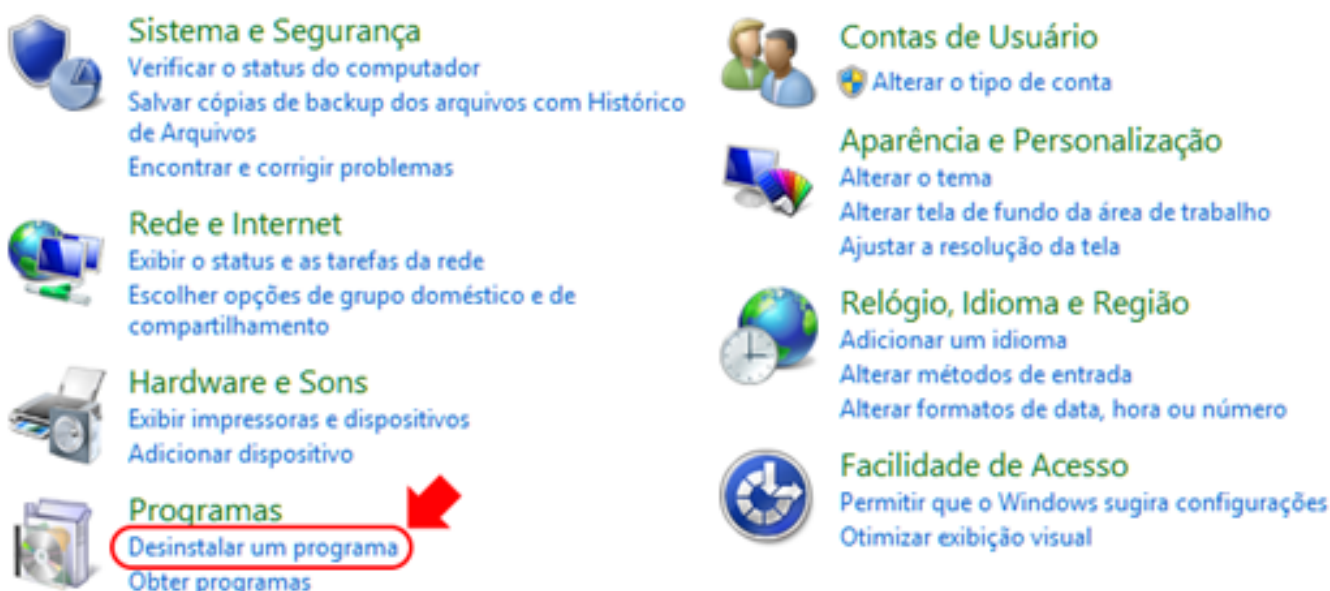 Sistema e Segurança
Verificar o status do computador
Salvar cópias de backup dos arquivos com Histórico
de Arquivos
Encontrar e corrigir problemas
Rede e Internet
Exibir o status e as tarefas da rede
Escolher opções de grupo doméstico e de
compartilhamento
Hardware e Sons
Exibir impressoras e dispositivos
Adicionar dispositivo
Programas
Desinstalar um programa
Obter programas
Contas de Usuário
Alterar o tipo de conta
Aparência e Personalização
Alterar o tema
Alterar tela de fundo da área de trabalho
Ajustar a resolução da tela
Relógio, Idioma e Região
Adicionar um idioma
Alterar métodos de entrada
Alterar formatos de data, hora ou número
Facilidade de Acesso
Permitir que o Windows sugira configurações
Otimizar exibição visual